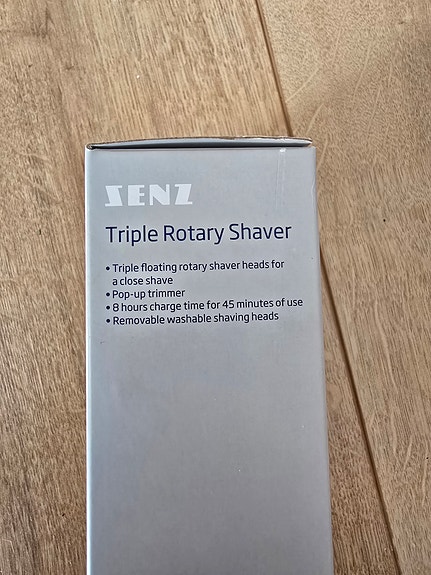 SENZ
Triple Rotary Shaver
• Triple floating rotary shaver heads for
a close shave
• Pop-up trimmer
• 8 hours charge time for 45 minutes of use
• Removable washable shaving heads